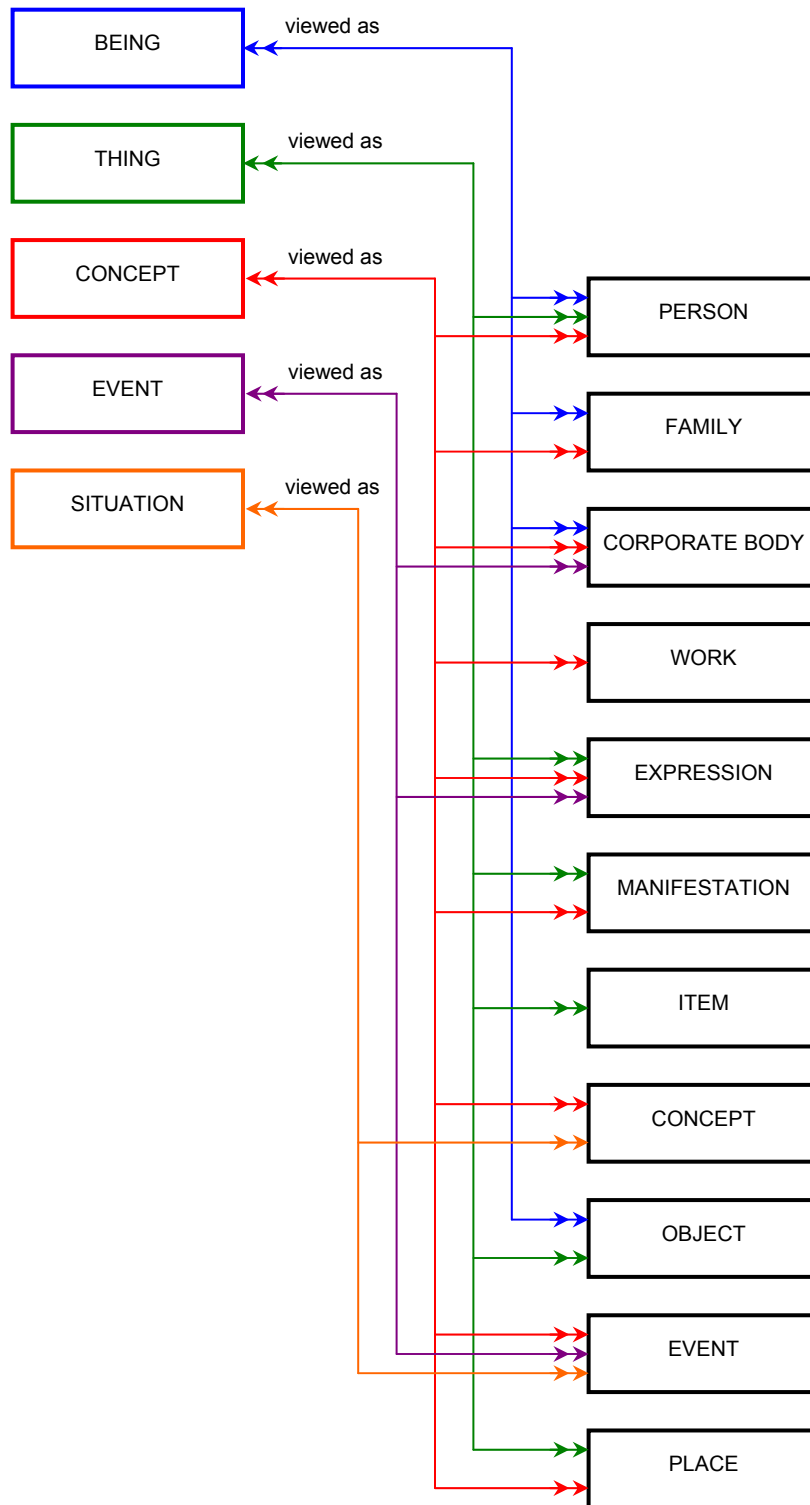 BEING
viewed as
THING
viewed as
CONCEPT
viewed as
EVENT
viewed as
SITUATION
viewed as
PERSON
FAMILY
CORPORATE BODY
WORK
EXPRESSION
MANIFESTATION
ITEM
CONCEPT
OBJECT
EVENT
PLACE